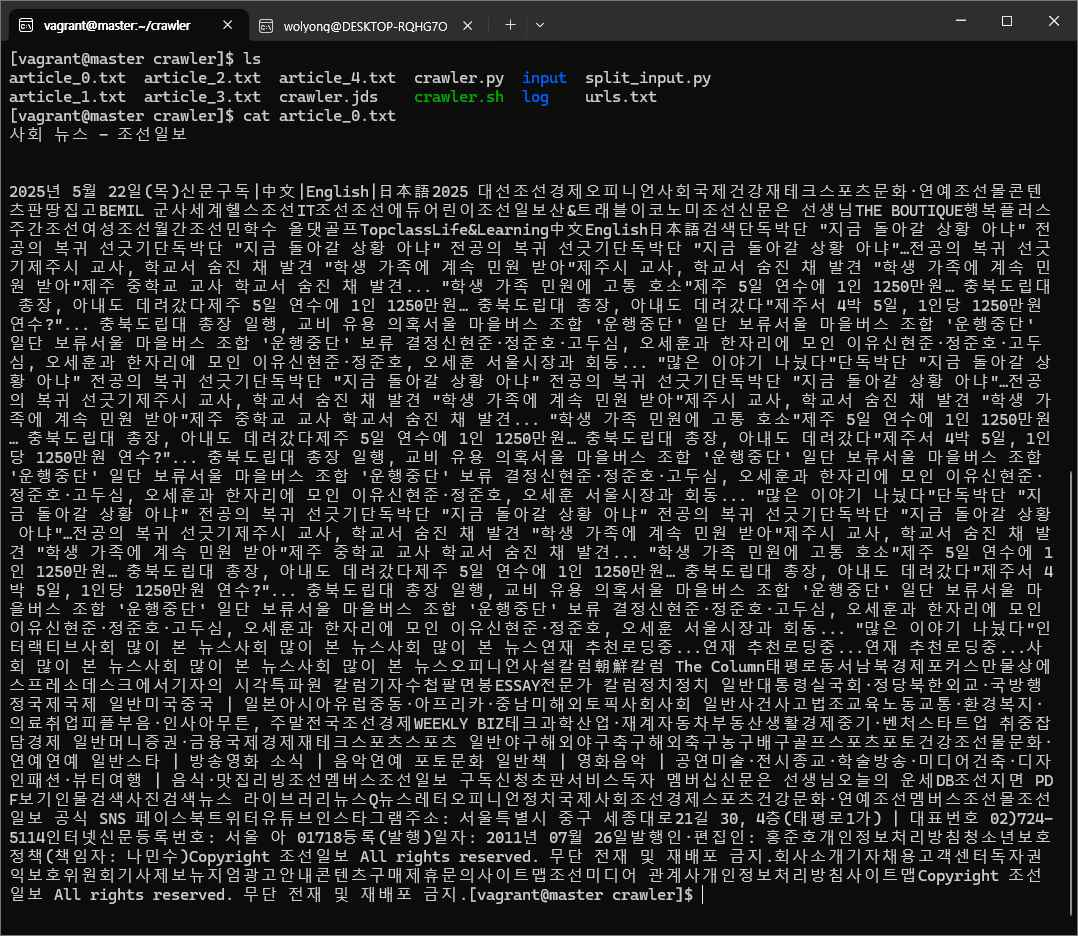 vagrant@master:~/crawler
wolyong@DESKTOP-RQHG7O
[vagrant@master crawler]$ ls
article_0.txt article_2.txt article_4.txt crawler.py input split_input.py
article_1.txt article_3.txt crawler.jds crawler.sh log urls.txt
[vagrant@master crawler]$ cat article_0.txt
사회 뉴스 - 조선일보
2025년 5월 22일(목)신문구독|中文|English|日本語2025 대선조선경제오피니언사회국제건강재테크스포츠문화·연예조선몰콘텐
츠판땅집고BEMIL 군사세계헬스조선IT조선조선에듀어린이조선일보산&트래블이코노미조선신문은 선생님THE BOUTIQUE행복플러스
주간조선여성조선월간조선민학수 올댓골프TopclassLife&Learning中文English日本語검색단독박단 "지금 돌아갈 상황 아냐" 전
공의 복귀 선긋기단독박단 "지금 돌아갈 상황 아냐" 전공의 복귀 선긋기단독박단 "지금 돌아갈 상황 아냐"…전공의 복귀 선긋
기제주시 교사, 학교서 숨진 채 발견 "학생 가족에 계속 민원 받아"제주시 교사, 학교서 숨진 채 발견 "학생 가족에 계속 민
원 받아"제주 중학교 교사 학교서 숨진 채 발견... "학생 가족 민원에 고통 호소"제주 5일 연수에 1인 1250만원… 충북도립대
총장, 아내도 데려갔다제주 5일 연수에 1인 1250만원… 충북도립대 총장, 아내도 데려갔다"제주서 4박 5일, 1인당 1250만원
연수?"... 충북도립대 총장 일행, 교비 유용 의혹서울 마을버스 조합 '운행중단' 일단 보류서울 마을버스 조합 '운행중단'
일단 보류서울 마을버스 조합 '운행중단' 보류 결정신현준·정준호·고두심, 오세훈과 한자리에 모인 이유신현준·정준호·고두
심, 오세훈과 한자리에 모인 이유신현준·정준호, 오세훈 서울시장과 회동... "많은 이야기 나눴다"단독박단 "지금 돌아갈 상
황 아냐" 전공의 복귀 선긋기단독박단 "지금 돌아갈 상황 아냐" 전공의 복귀 선긋기단독박단 "지금 돌아갈 상황 아냐"…전공
의 복귀 선긋기제주시 교사, 학교서 숨진 채 발견 "학생 가족에 계속 민원 받아"제주시 교사, 학교서 숨진 채 발견 "학생 가
족에 계속 민원 받아"제주 중학교 교사 학교서 숨진 채 발견... "학생 가족 민원에 고통 호소"제주 5일 연수에 1인 1250만원
… 충북도립대 총장, 아내도 데려갔다제주 5일 연수에 1인 1250만원… 충북도립대 총장, 아내도 데려갔다"제주서 4박 5일, 1인
당 1250만원 연수?"... 충북도립대 총장 일행, 교비 유용 의혹서울 마을버스 조합 '운행중단' 일단 보류서울 마을버스 조합
'운행중단' 일단 보류서울 마을버스 조합 '운행중단' 보류 결정신현준·정준호·고두심, 오세훈과 한자리에 모인 이유신현준·
정준호·고두심, 오세훈과 한자리에 모인 이유신현준·정준호, 오세훈 서울시장과 회동... "많은 이야기 나눴다"단독박단 "지
금 돌아갈 상황 아냐" 전공의 복귀 선긋기단독박단 "지금 돌아갈 상황 아냐" 전공의 복귀 선긋기단독박단 "지금 돌아갈 상황
아냐"…전공의 복귀 선긋기제주시 교사, 학교서 숨진 채 발견 "학생 가족에 계속 민원 받아"제주시 교사, 학교서 숨진 채 발
견 "학생 가족에 계속 민원 받아"제주 중학교 교사 학교서 숨진 채 발견... "학생 가족 민원에 고통 호소"제주 5일 연수에 1
인 1250만원… 충북도립대 총장, 아내도 데려갔다제주 5일 연수에 1인 1250만원… 충북도립대 총장, 아내도 데려갔다"제주서 4
박 5일, 1인당 1250만원 연수?"... 충북도립대 총장 일행, 교비 유용 의혹서울 마을버스 조합 '운행중단' 일단 보류서울 마
을버스 조합 '운행중단' 일단 보류서울 마을버스 조합 '운행중단' 보류 결정신현준·정준호·고두심, 오세훈과 한자리에 모인
이유신현준·정준호·고두심, 오세훈과 한자리에 모인 이유신현준·정준호, 오세훈 서울시장과 회동... "많은 이야기 나눴다"인
터랙티브사회 많이 본 뉴스사회 많이 본 뉴스사회 많이 본 뉴스연재 추천로딩중...연재 추천로딩중...연재 추천로딩중...사
회 많이 본 뉴스사회 많이 본 뉴스사회 많이 본 뉴스오피니언사설칼럼朝鮮칼럼 The Column태평로동서남북경제포커스만물상에
스프레소데스크에서기자의 시각특파원 칼럼기자수첩팔면봉ESSAY전문가 칼럼정치정치 일반대통령실국회·정당북한외교·국방행
정국제국제 일반미국중국 | 일본아시아유럽중동·아프리카·중남미해외토픽사회사회 일반사건사고법조교육노동교통·환경복지·
의료취업피플부음·인사아무튼, 주말전국조선경제WEEKLY BIZ테크과학산업·재계자동차부동산생활경제중기·벤처스타트업 취중잡
담경제 일반머니증권·금융국제경제재테크스포츠스포츠 일반야구해외야구축구해외축구농구배구골프스포츠포토건강조선몰문화·
연예연예 일반스타 | 방송영화 소식 | 음악연예 포토문화 일반책 | 영화음악 | 공연미술·전시종교·학술방송·미디어건축·디자
인패션·뷰티여행 | 음식·맛집리빙조선멤버스조선일보 구독신청초판서비스독자 멤버십신문은 선생님오늘의 운세DB조선지면 PD
F보기인물검색사진검색뉴스 라이브러리뉴스Q뉴스레터오피니언정치국제사회조선경제스포츠건강문화·연예조선멤버스조선몰조선
일보 공식 SNS 페이스북트위터유튜브인스타그램주소: 서울특별시 중구 세종대로21길 30, 4층(태평로1가) | 대표번호 02)724-
5114인터넷신문등록번호: 서울 아 01718등록(발행)일자: 2011년 07월 26일발행인·편집인: 홍준호개인정보처리방침청소년보호
정책(책임자: 나민수)Copyright 조선일보 All rights reserved. 무단 전재 및 재배포 금지.회사소개기자채용고객센터독자권
익보호위원회기사제보뉴지엄광고안내콘텐츠구매제휴문의사이트맵조선미디어 관계사개인정보처리방침사이트맵Copyright 조선
일보 All rights reserved. 무단 전재 및 재배포 금지.[vagrant@master crawler]$